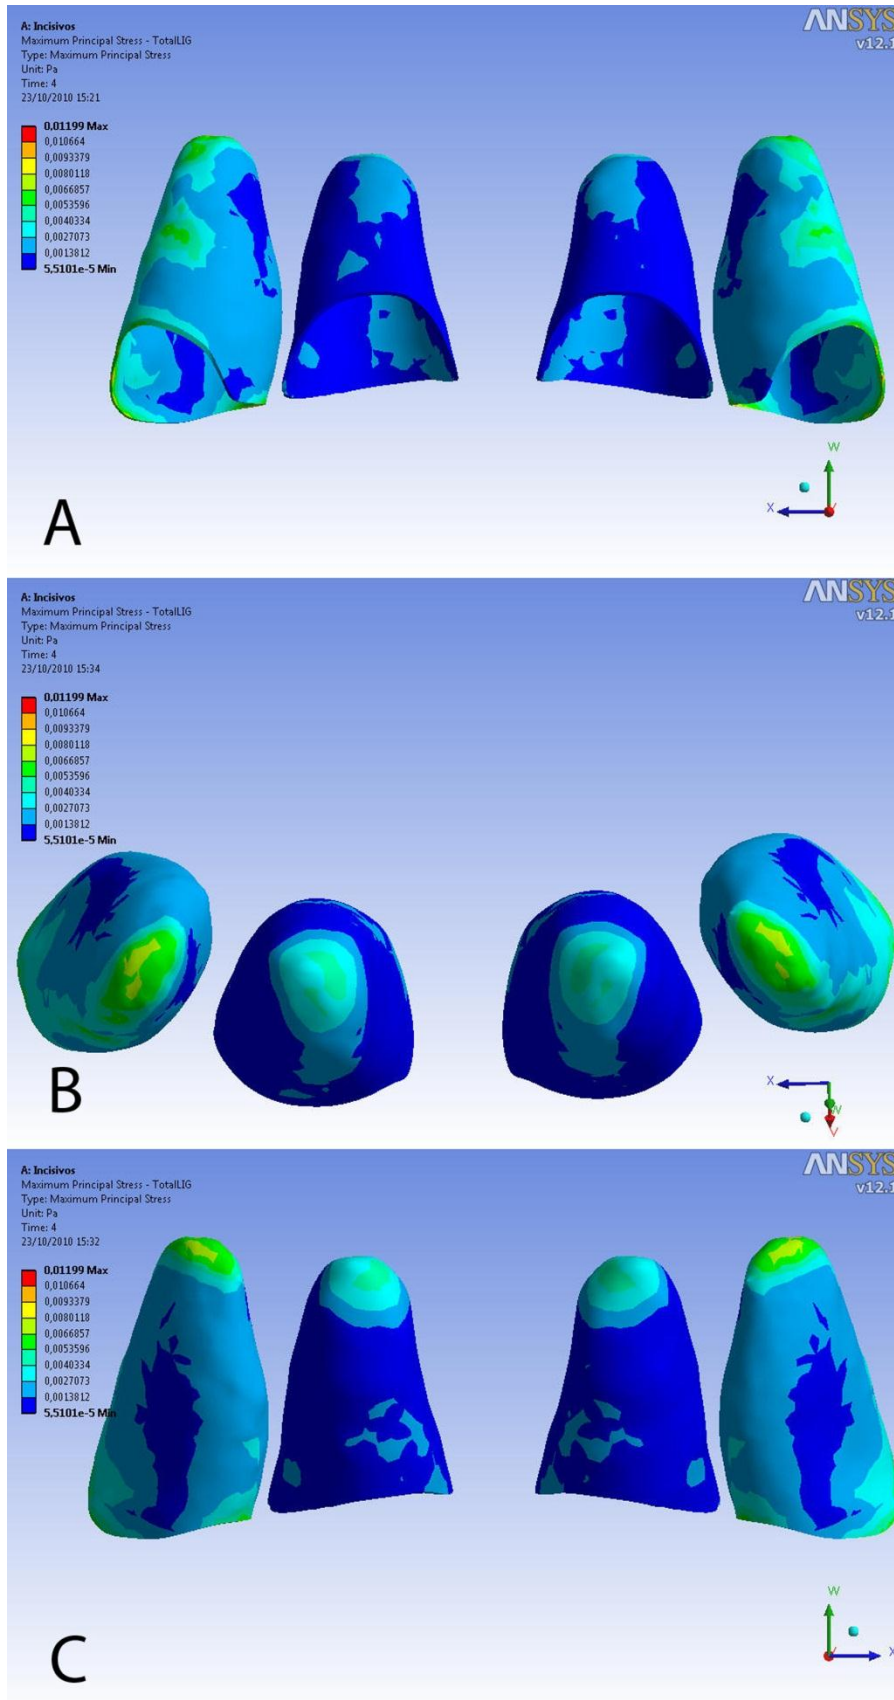 A: Incisivos
Maximum Principal Stress - TotalLIG
Type: Maximum Principal Stress
Unit: Pa
Time: 4
23/10/2010 15:21
0,01199 Max
0,010664
0,0093379
0,0080118
0,0066857
0,0053596
0,0040334
0,0027073
0,0013812
5,5101e-5 Min
ANSYS
v12.1
W
X
A
A: Incisivos
Maximum Principal Stress - TotalLIG
Type: Maximum Principal Stress
Unit: Pa
Time: 4
23/10/2010 15:34
0,01199 Max
0,010664
0,0093379
0,0080118
0,0066857
0,0053596
0,0040334
0,0027073
0,0013812
5,5101e-5 Min
ANSYS
v12.1
X
W
B
A: Incisivos
Maximum Principal Stress - TotalLIG
Type: Maximum Principal Stress
Unit: Pa
Time: 4
23/10/2010 15:32
0,01199 Max
0,010664
0,0093379
0,0080118
0,0066857
0,0053596
0,0040334
0,0027073
0,0013812
5,5101e-5 Min
ANSYS
v12.1
W
X
C